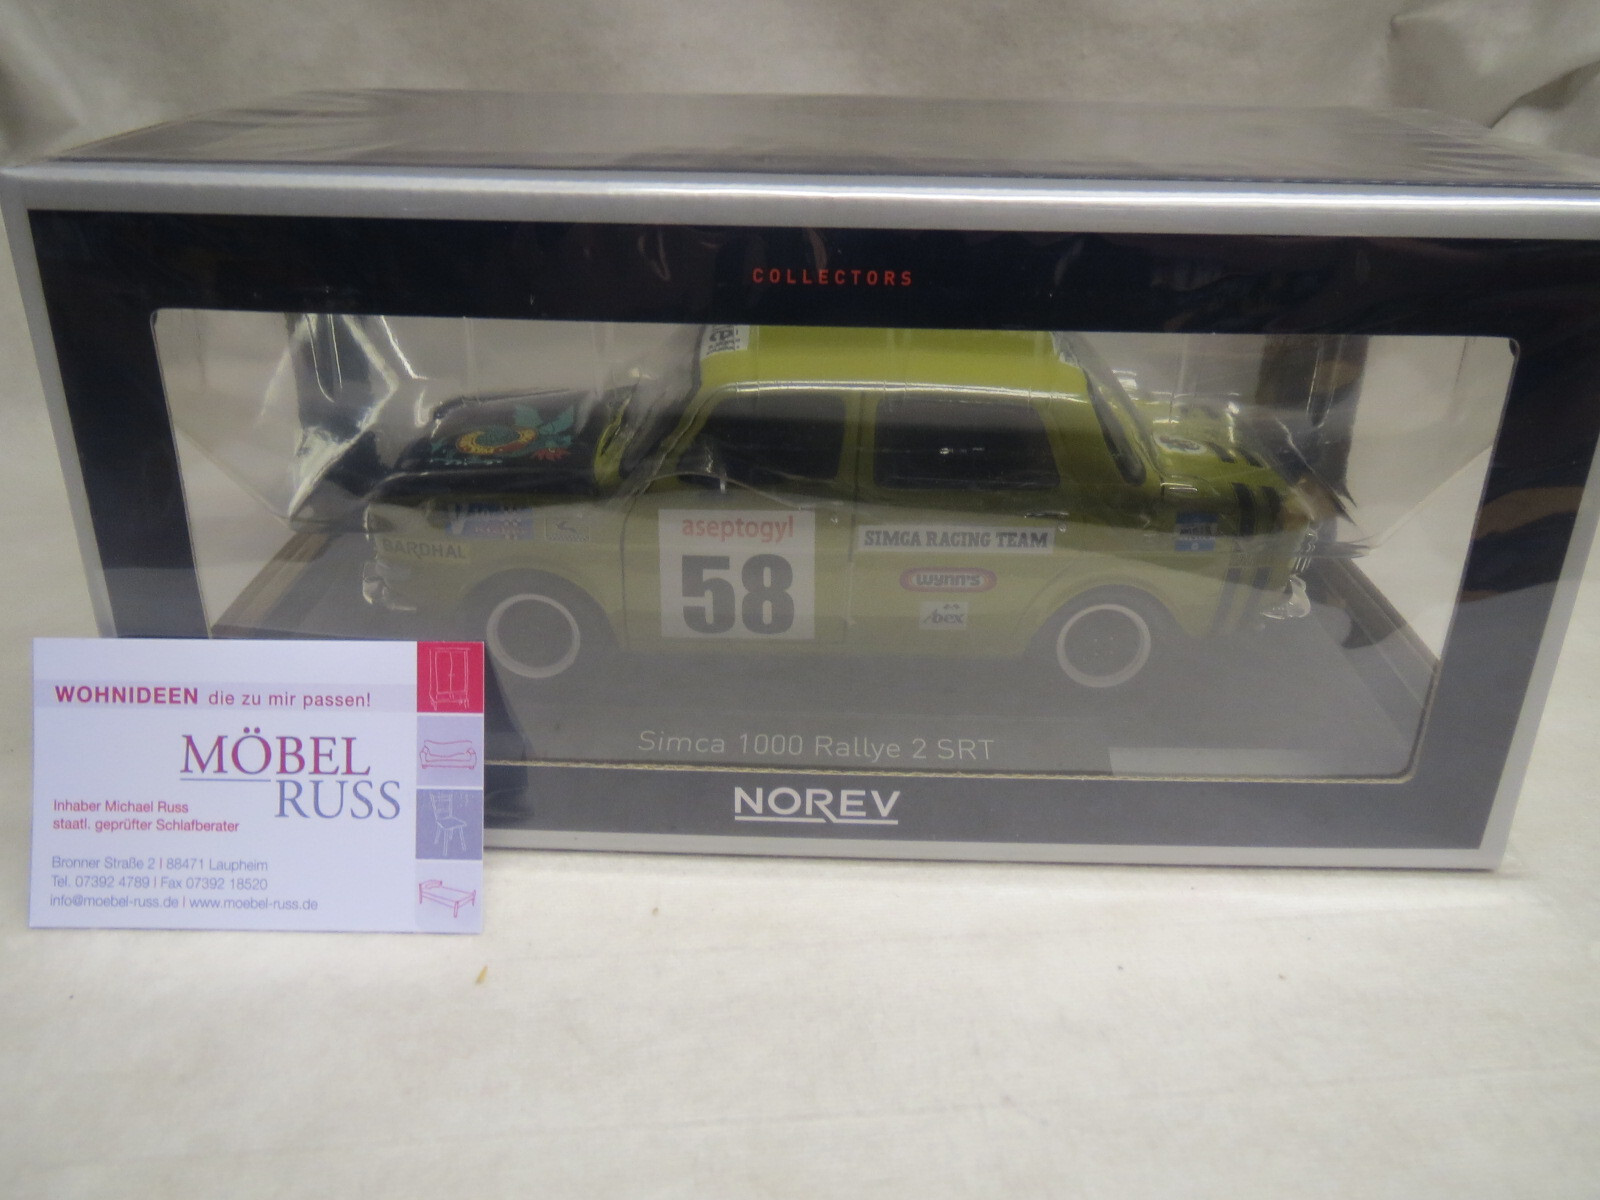 COLLECTORS
BARDHAL
aseptogyl
58
SIMCA RACING TEAM
WYNN'S
ibex
Simca 1000 Rallye 2 SRT
NOREV
WOHNIDEEN die zu mir passen!
MÖBEL
RUSS
Inhaber Michael Russ
staatl. geprüfter Schlafberater
Bronner Straße 2 | 88471 Laupheim
Tel. 07392 4789 | Fax 07392 18520
info@moebel-russ.de | www.moebel-russ.de